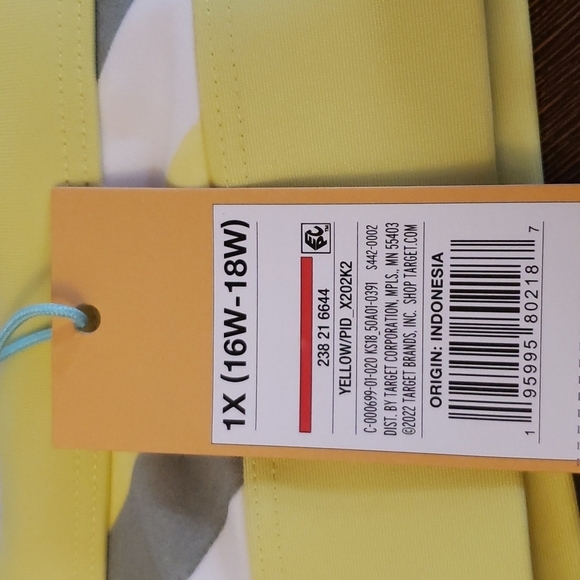 1X (16W-18W)
EPC™
238 21 6644
YELLOW/PID_X202K2
C-000699-01-020 KS18_50A01-0391 S442-0002
DIST. BY TARGET CORPORATION, MPLS., MN 55403
©2022 TARGET BRANDS, INC. SHOP TARGET.COM
ORIGIN: INDONESIA
1 95995 80218 7